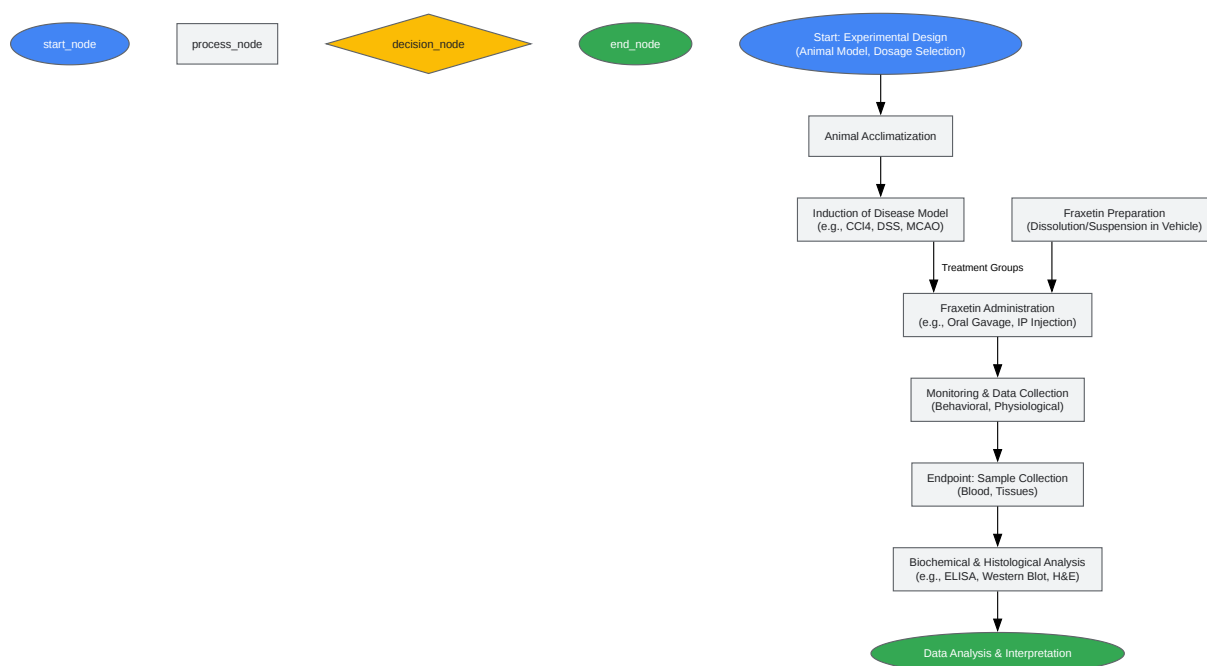 start_node
process_node
decision_node
end_node
Start: Experimental Design
(Animal Model, Dosage Selection)
Animal Acclimatization
Induction of Disease Model
(e.g., CCl4, DSS, MCAO)
Fraxetin Preparation
(Dissolution/Suspension in Vehicle)
Treatment Groups
Fraxetin Administration
(e.g., Oral Gavage, IP Injection)
Monitoring & Data Collection
(Behavioral, Physiological)
Endpoint: Sample Collection
(Blood, Tissues)
Biochemical & Histological Analysis
(e.g., ELISA, Western Blot, H&E)
Data Analysis & Interpretation